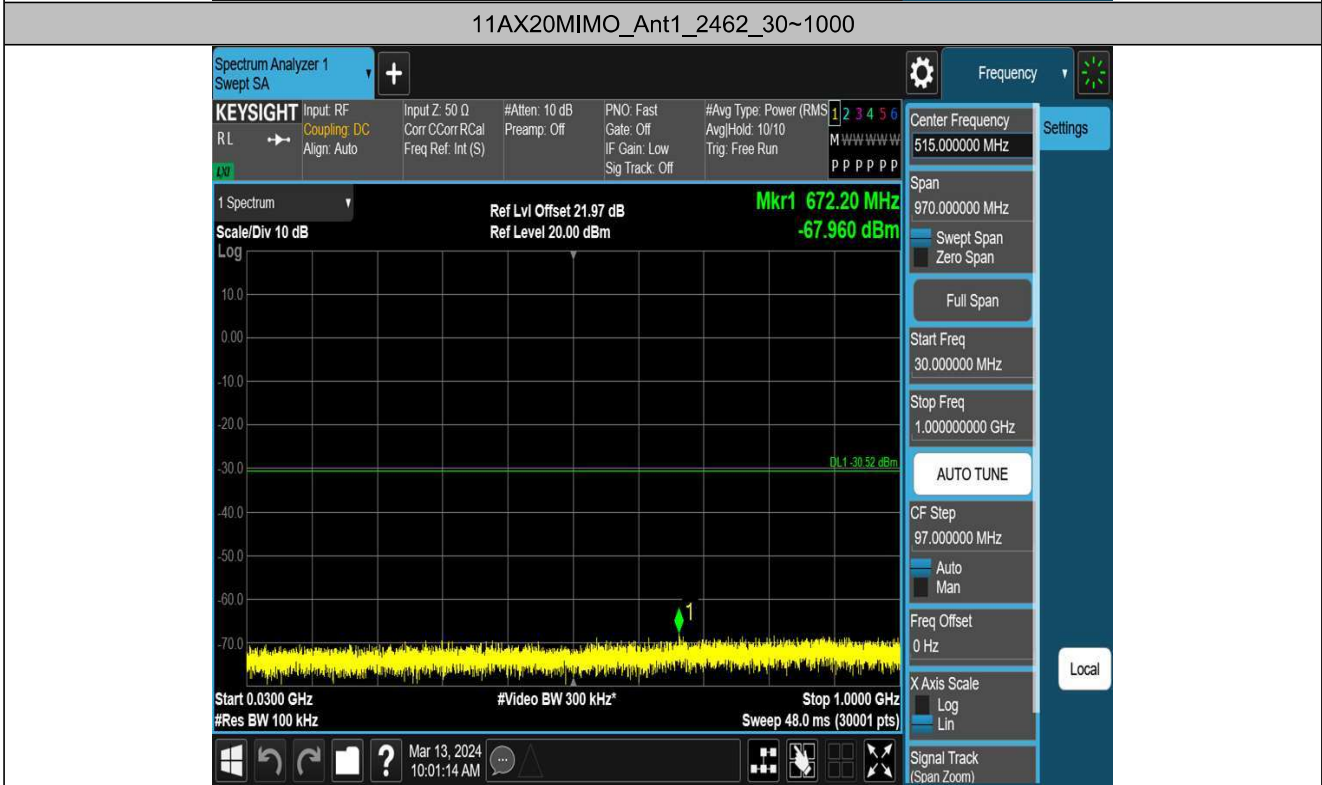 11AX20MIMO_Ant1_2462_30~1000
Spectrum Analyzer 1
Swept SA
+
Frequency
KEYSIGHT
RL
LXI
Input: RF
Coupling: DC
Align: Auto
Input Z: 50 Ω
Corr CCorr RCal
Freq Ref: Int (S)
#Atten: 10 dB
Preamp: Off
PNO: Fast
Gate: Off
IF Gain: Low
Sig Track: Off
#Avg Type: Power (RMS
Avg|Hold: 10/10
Trig: Free Run
1 2 3 4 5 6
M W W W W W
P P P P P P
1 Spectrum
Scale/Div 10 dB
Log
Ref Lvl Offset 21.97 dB
Ref Level 20.00 dBm
Mkr1 672.20 MHz
-67.960 dBm
10.0
0.00
-10.0
-20.0
-30.0
DL1 -30.52 dBm
-40.0
-50.0
-60.0
1
-70.0
Start 0.0300 GHz
#Res BW 100 kHz
#Video BW 300 kHz*
Stop 1.0000 GHz
Sweep 48.0 ms (30001 pts)
Center Frequency
515.000000 MHz
Settings
Span
970.000000 MHz
Swept Span
Zero Span
Full Span
Start Freq
30.000000 MHz
Stop Freq
1.000000000 GHz
AUTO TUNE
CF Step
97.000000 MHz
Auto
Man
Freq Offset
0 Hz
X Axis Scale
Log
Lin
Local
Signal Track
(Span Zoom)
?
Mar 13, 2024
10:01:14 AM